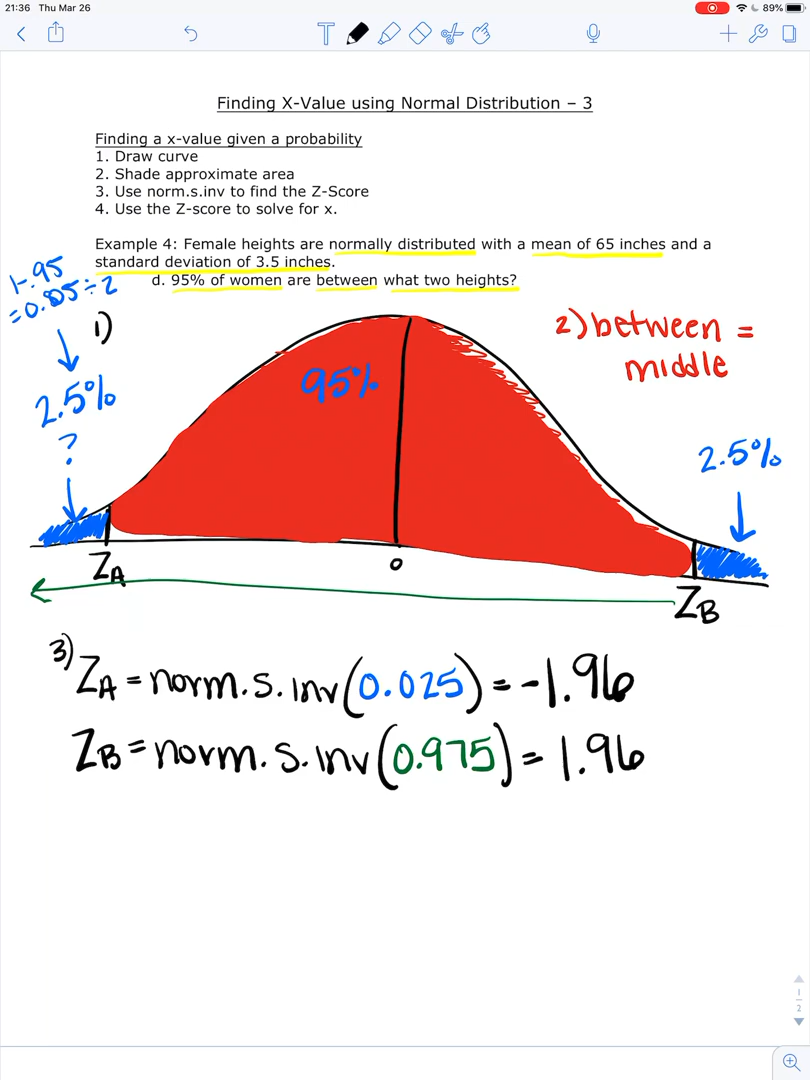 21:36 Thu Mar 26
89%
T
Finding X-Value using Normal Distribution – 3
Finding a x-value given a probability
1. Draw curve
2. Shade approximate area
3. Use norm.s.inv to find the Z-Score
4. Use the Z-score to solve for x.
Example 4: Female heights are normally distributed with a mean of 65 inches and a
standard deviation of 3.5 inches.
d. 95% of women are between what two heights?
1-.95
=0.05÷2
1)
2) between =
middle
95%
2.5%
?
2.5%
ZA
0
ZB
3)
ZA = norm.s.inv(0.025) = -1.96
ZB = norm.s.inv(0.975) = 1.96
1
2